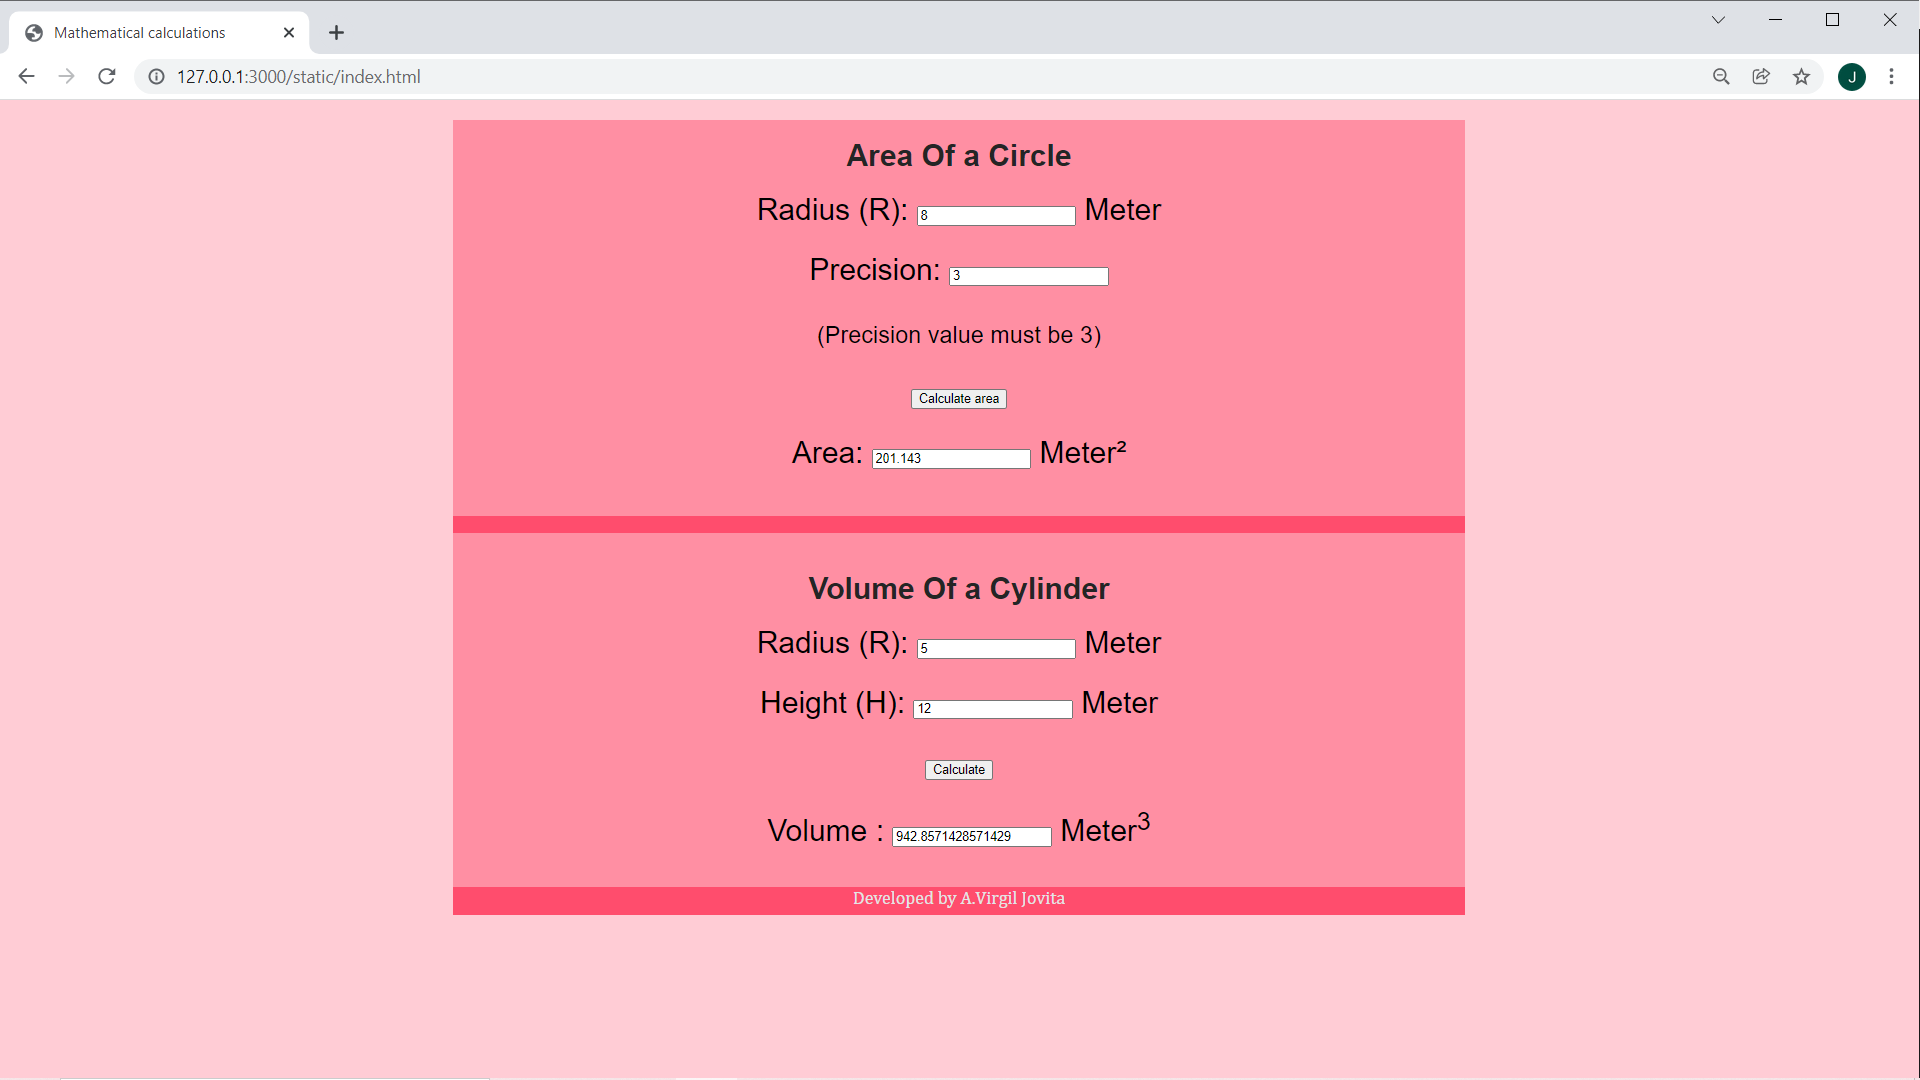 Mathematical calculations
127.0.0.1:3000/static/index.html
J
Area Of a Circle
Radius (R): 8 Meter
Precision: 3
(Precision value must be 3)
Calculate area
Area: 201.143 Meter²
Volume Of a Cylinder
Radius (R): 5 Meter
Height (H): 12 Meter
Calculate
Volume : 942.8571428571429 Meter³
Developed by A.Virgil Jovita